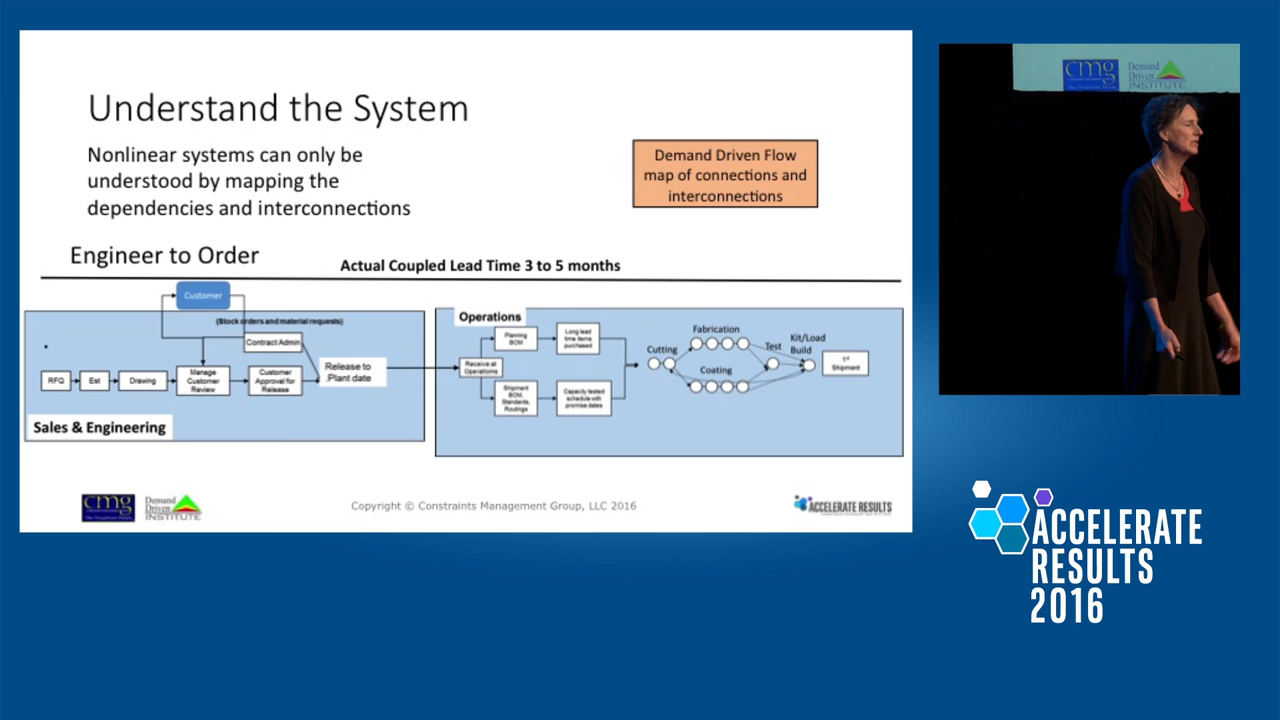 Understand the System
Nonlinear systems can only be
understood by mapping the
dependencies and interconnections
Demand Driven Flow
map of connections and
interconnections
Engineer to Order
Actual Coupled Lead Time 3 to 5 months
Customer
(Stock orders and material requests)
Contract Admin
RFQ
Est
Drawing
Manage
Customer
Review
Customer
Approval for
Release
Release to
.Plant date
Sales & Engineering
Operations
Receive at
Operations
Planning
BOM
Long lead
time items
purchased
Shipment
BOM,
Standards,
Routings
Capacity tested
schedule with
promise dates
Cutting
Fabrication
Coating
Test
Kit/Load
Build
1st
Shipment
cmg
Demand
Driven
INSTITUTE
Copyright © Constraints Management Group, LLC 2016
ACCELERATE RESULTS
cmg
Demand
Driven
INSTITUTE
ACCELERATE
RESULTS
2016